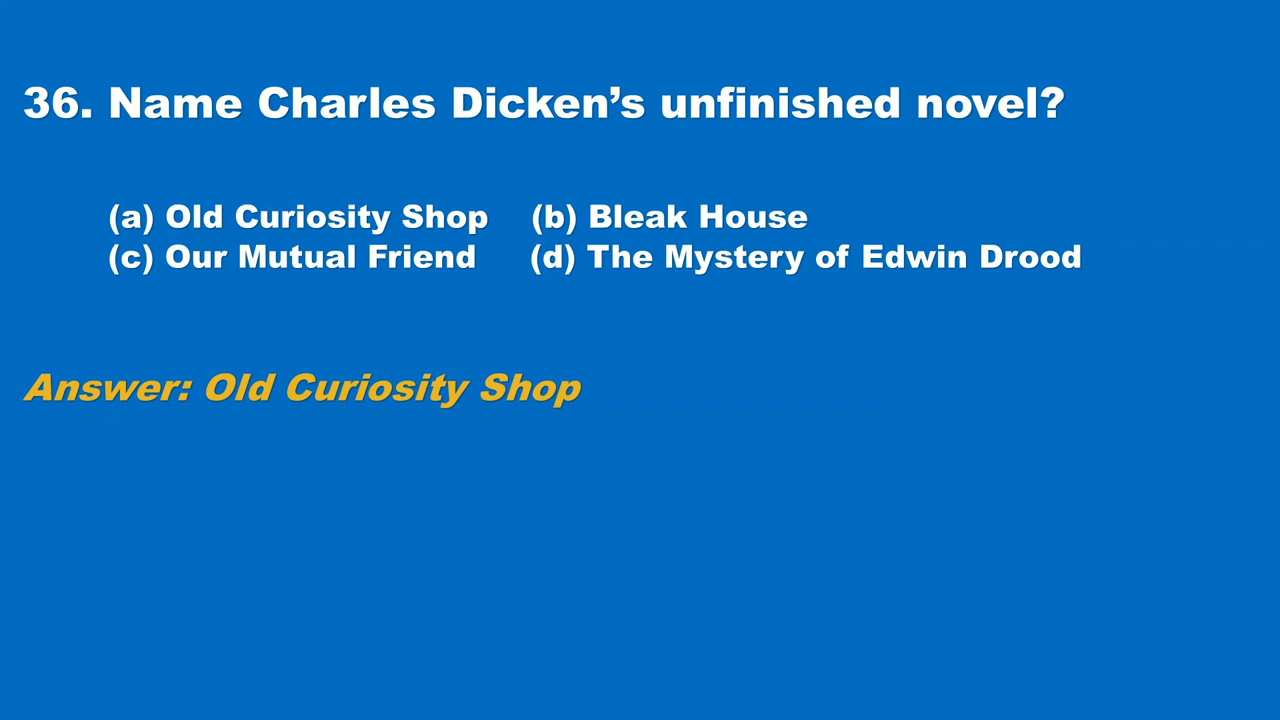 36. Name Charles Dicken’s unfinished novel?
(a) Old Curiosity Shop (b) Bleak House
(c) Our Mutual Friend (d) The Mystery of Edwin Drood
Answer: Old Curiosity Shop